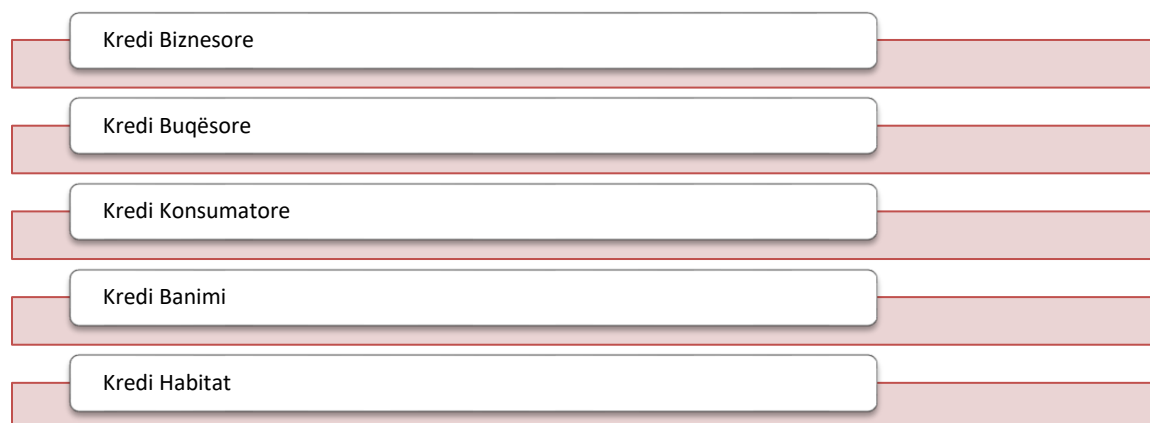 Kredi Biznesore
Kredi Buqësore
Kredi Konsumatore
Kredi Banimi
Kredi Habitat